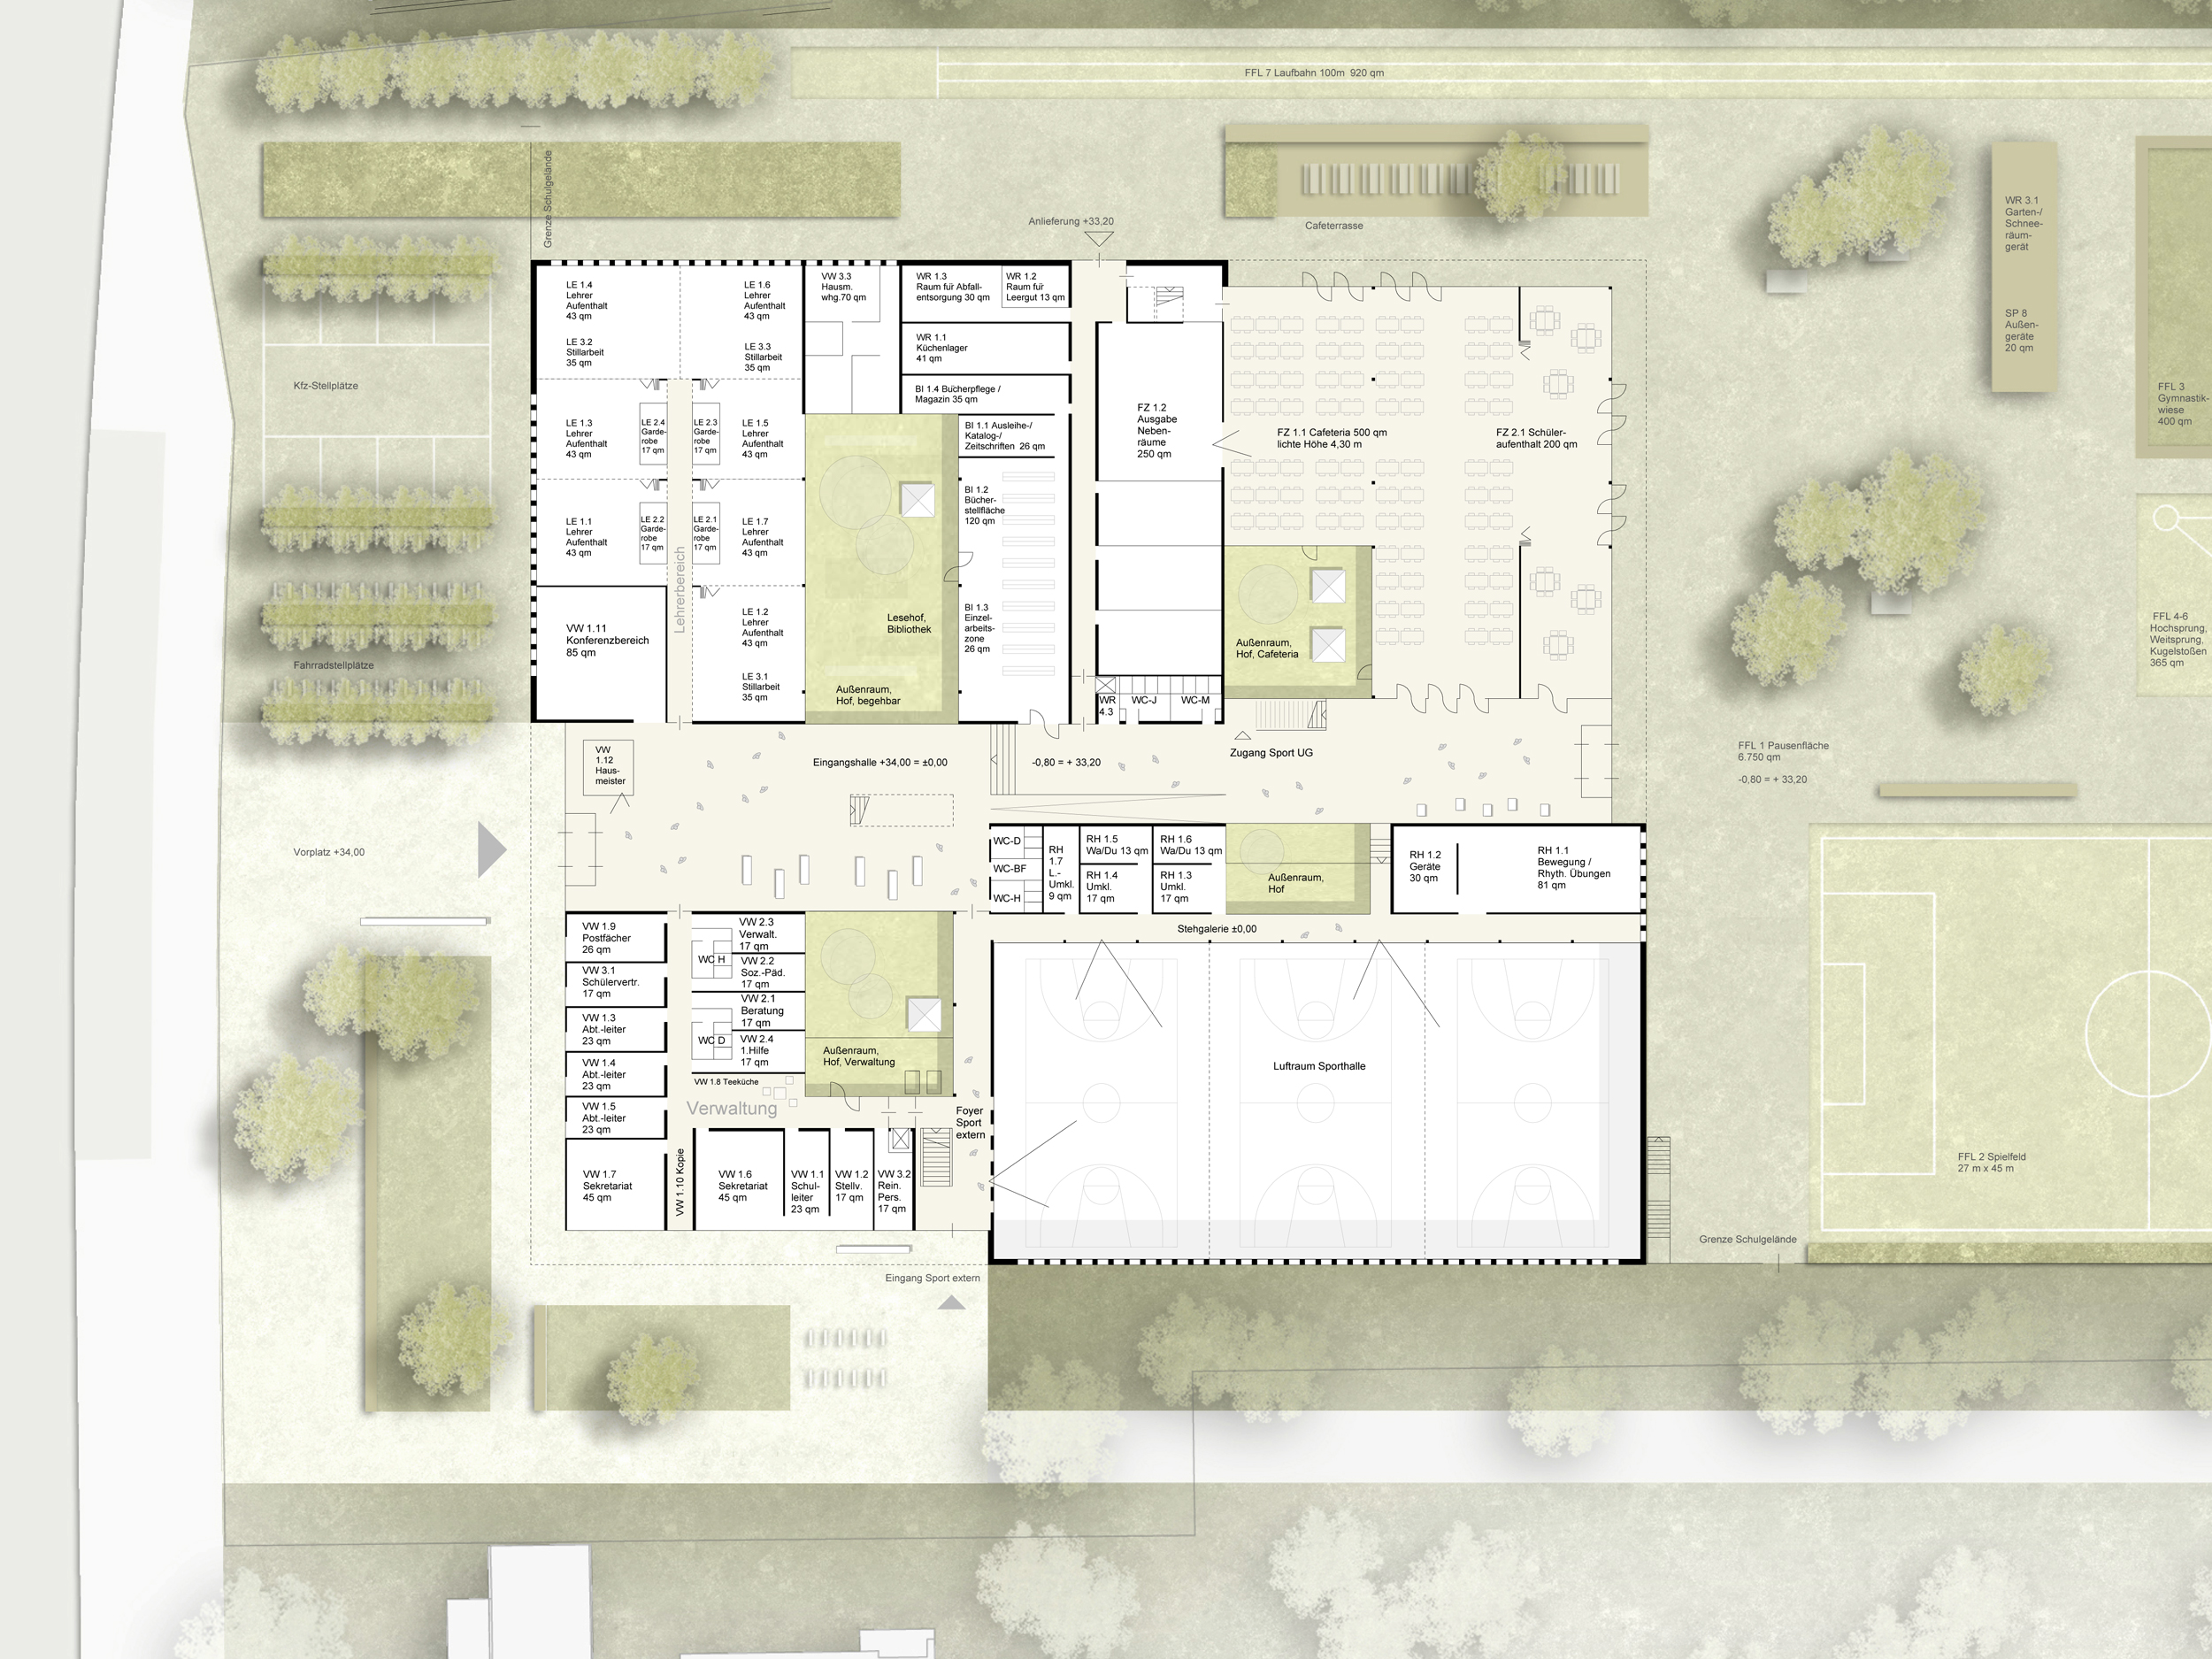 FFL 7 Laufbahn 100m 920 qm
Grenze Schulgelände
Anlieferung +33,20
Cafeterrasse
WR 3.1
Garten-/
Schnee-
räum-
gerät
SP 8
Außen-
geräte
20 qm
FFL 3
Gymnastik-
wiese
400 qm
FFL 4-6
Hochsprung,
Weitsprung,
Kugelstoßen
365 qm
Kfz-Stellplätze
Fahrradstellplätze
LE 1.4
Lehrer
Aufenthalt
43 qm
LE 3.2
Stillarbeit
35 qm
LE 1.6
Lehrer
Aufenthalt
43 qm
LE 3.3
Stillarbeit
35 qm
VW 3.3
Hausm.
whg.70 qm
WR 1.3
Raum für Abfall-
entsorgung 30 qm
WR 1.2
Raum für
Leergut 13 qm
WR 1.1
Küchenlager
41 qm
BI 1.4 Bücherpflege /
Magazin 35 qm
LE 1.3
Lehrer
Aufenthalt
43 qm
LE 2.4
Garde-
robe
17 qm
LE 2.3
Garde-
robe
17 qm
LE 1.5
Lehrer
Aufenthalt
43 qm
BI 1.1 Ausleihe-/
Katalog-/
Zeitschriften 26 qm
FZ 1.2
Ausgabe
Neben-
räume
250 qm
FZ 1.1 Cafeteria 500 qm
lichte Höhe 4,30 m
FZ 2.1 Schüler-
aufenthalt 200 qm
LE 1.1
Lehrer
Aufenthalt
43 qm
LE 2.2
Garde-
robe
17 qm
LE 2.1
Garde-
robe
17 qm
LE 1.7
Lehrer
Aufenthalt
43 qm
BI 1.2
Bücher-
stellfläche
120 qm
Lehrerbereich
VW 1.11
Konferenzbereich
85 qm
LE 1.2
Lehrer
Aufenthalt
43 qm
LE 3.1
Stillarbeit
35 qm
Lesehof,
Bibliothek
Außenraum,
Hof, begehbar
BI 1.3
Einzel-
arbeits-
zone
26 qm
Außenraum,
Hof, Cafeteria
WR
4.3
WC-J
WC-M
VW
1.12
Haus-
meister
Eingangshalle +34,00 = ±0,00
-0,80 = + 33,20
Zugang Sport UG
FFL 1 Pausenfläche
6.750 qm
-0,80 = + 33,20
Vorplatz +34,00
WC-D
WC-BF
WC-H
RH
1.7
L.-
Umkl.
9 qm
RH 1.5
Wa/Du 13 qm
RH 1.4
Umkl.
17 qm
RH 1.6
Wa/Du 13 qm
RH 1.3
Umkl.
17 qm
Außenraum,
Hof
RH 1.2
Geräte
30 qm
RH 1.1
Bewegung /
Rhyth. Übungen
81 qm
Stehgalerie ±0,00
VW 1.9
Postfächer
26 qm
VW 3.1
Schülervertr.
17 qm
VW 1.3
Abt.-leiter
23 qm
VW 1.4
Abt.-leiter
23 qm
VW 1.5
Abt.-leiter
23 qm
VW 1.7
Sekretariat
45 qm
VW 2.3
Verwalt.
17 qm
WC H
VW 2.2
Soz.-Päd.
17 qm
VW 2.1
Beratung
17 qm
WC D
VW 2.4
1.Hilfe
17 qm
VW 1.8 Teeküche
Verwaltung
Außenraum,
Hof, Verwaltung
Foyer
Sport
extern
VW 1.10 Kopie
VW 1.6
Sekretariat
45 qm
VW 1.1
Schul-
leiter
23 qm
VW 1.2
Stellv.
17 qm
VW 3.2
Rein.
Pers.
17 qm
Luftraum Sporthalle
FFL 2 Spielfeld
27 m x 45 m
Grenze Schulgelände
Eingang Sport extern